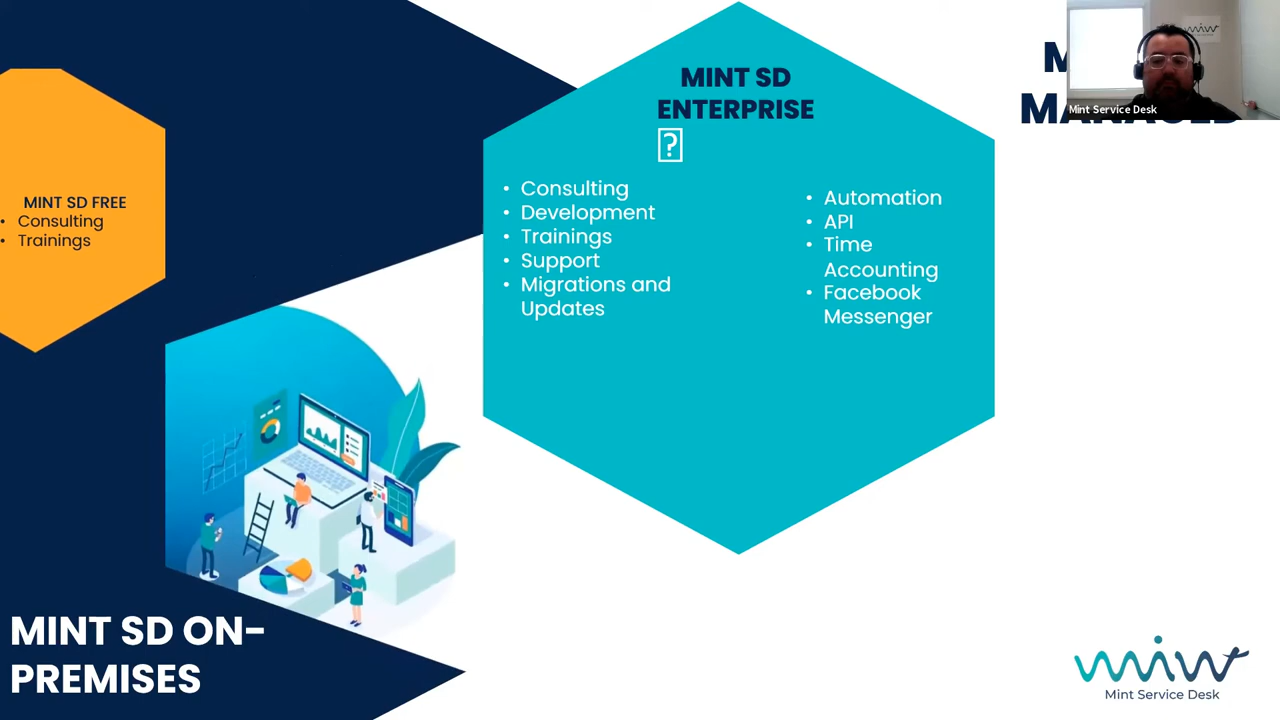 MINT SD FREE
• Consulting
• Trainings
MINT SD ON-
PREMISES
MINT SD
ENTERPRISE
?
• Consulting
• Development
• Trainings
• Support
• Migrations and
Updates
• Automation
• API
• Time
Accounting
• Facebook
Messenger
Mint Service Desk
miw
Mint Service Desk